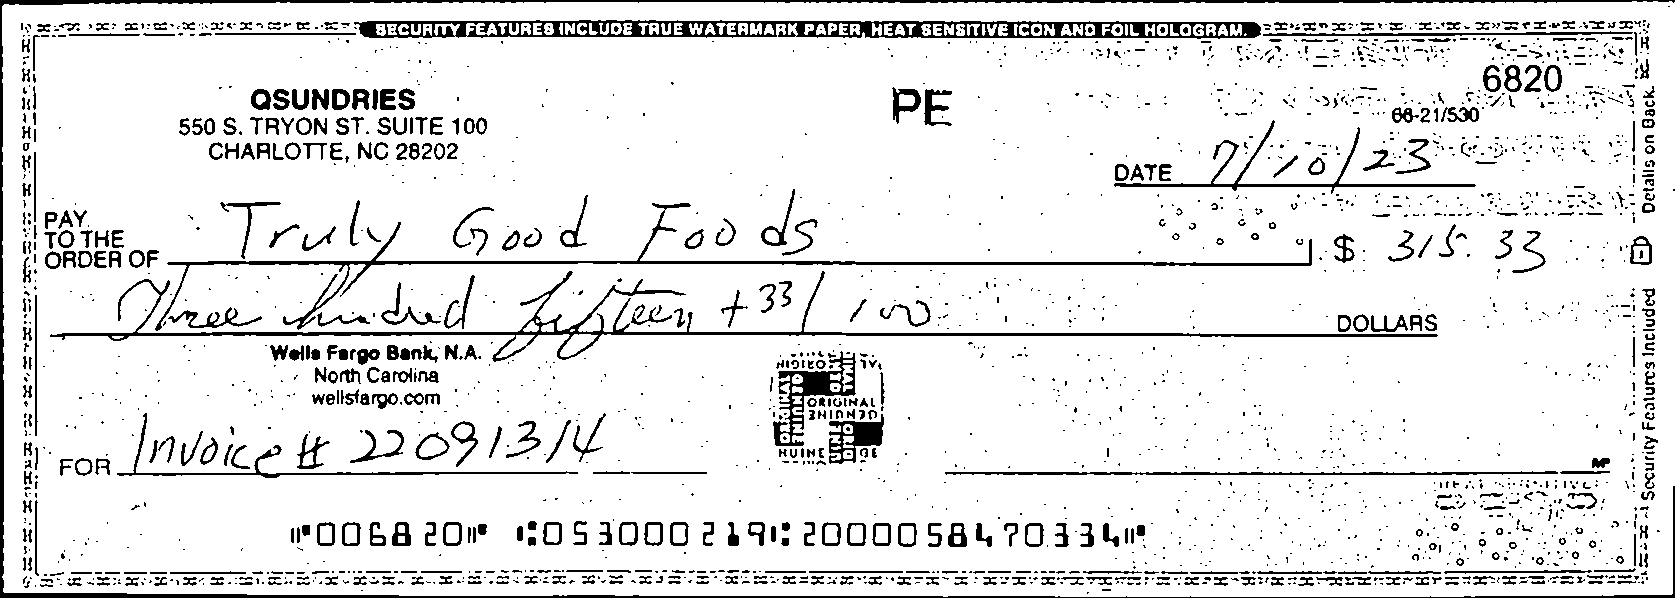 SECURITY FEATURES INCLUDE TRUE WATERMARK PAPER, HEAT SENSITIVE ICON AND FOIL HOLOGRAM.
6820
QSUNDRIES
PE
66-21/530
550 S. TRYON ST. SUITE 100
CHARLOTTE, NC 28202
DATE 7/10/23
PAY
TO THE
ORDER OF Truly Good Foods $ 315.33
Three hundred fifteen + 33/100 DOLLARS
Wells Fargo Bank, N.A.
North Carolina
wellsfargo.com
ORIGINAL
FOR Invoice # 22091314
MP
HEAT SENSITIVE
⑈006820⑈ ⑆053000219⑆2000058470334⑈
Security Features Included
Details on Back.